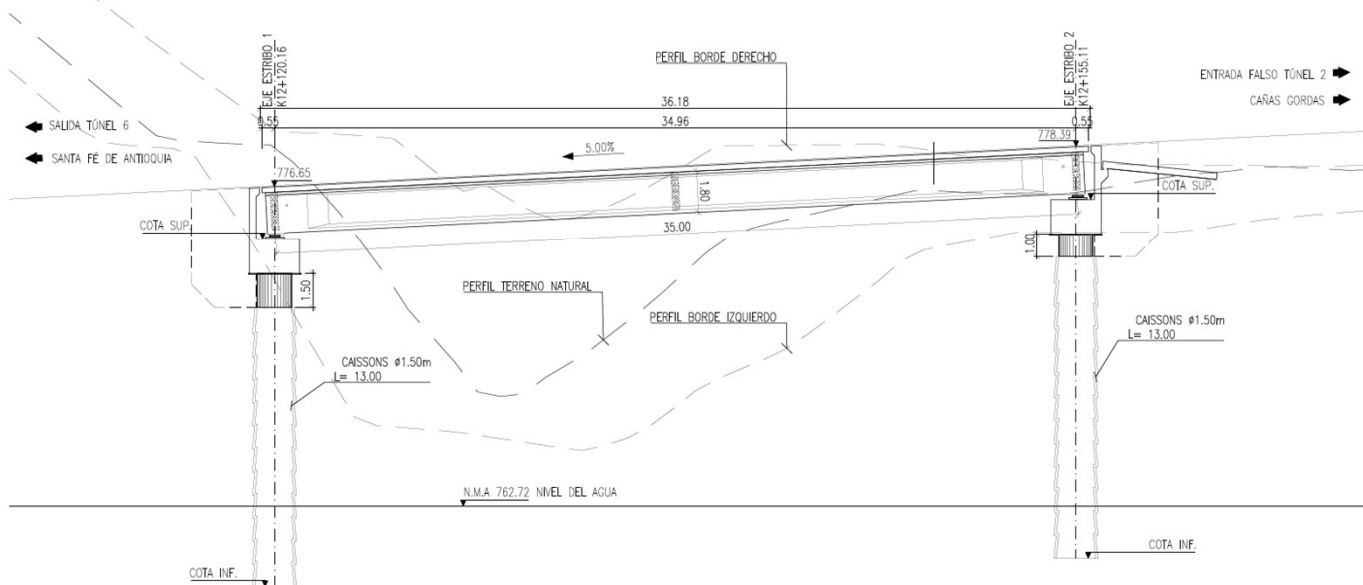 EJE ESTRIBO 1
K12+120.16
EJE ESTRIBO 2
K12+155.11
PERFIL BORDE DERECHO
ENTRADA FALSO TÚNEL 2
CAÑAS GORDAS
36.18
0.55
34.96
0.55
SALIDA TÚNEL 6
SANTA FÉ DE ANTIOQUIA
778.39
5.00%
776.65
1.80
COTA SUP.
COTA SUP.
35.00
1.00
1.50
PERFIL TERRENO NATURAL
PERFIL BORDE IZQUIERDO
CAISSONS ø1.50m
L= 13.00
CAISSONS ø1.50m
L= 13.00
N.M.A 762.72 NIVEL DEL AGUA
COTA INF.
COTA INF.